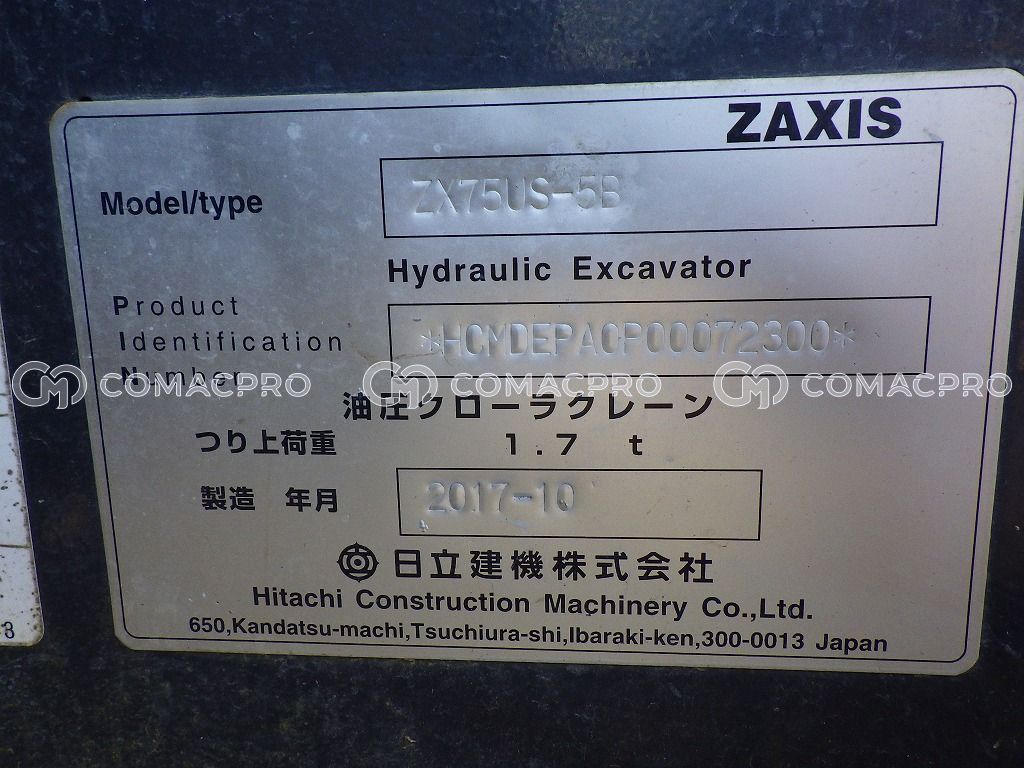 ZAXIS
Model/type ZX75US-5B
Hydraulic Excavator
Product
Identification *HCMDEPA0P00072300*
Number
COMACPRO COMACPRO COMACPRO
油圧クローラクレーン
つり上荷重 1.7 t
製造 年月 2017-10
日立建機株式会社
Hitachi Construction Machinery Co.,Ltd.
650,Kandatsu-machi,Tsuchiura-shi,Ibaraki-ken,300-0013 Japan